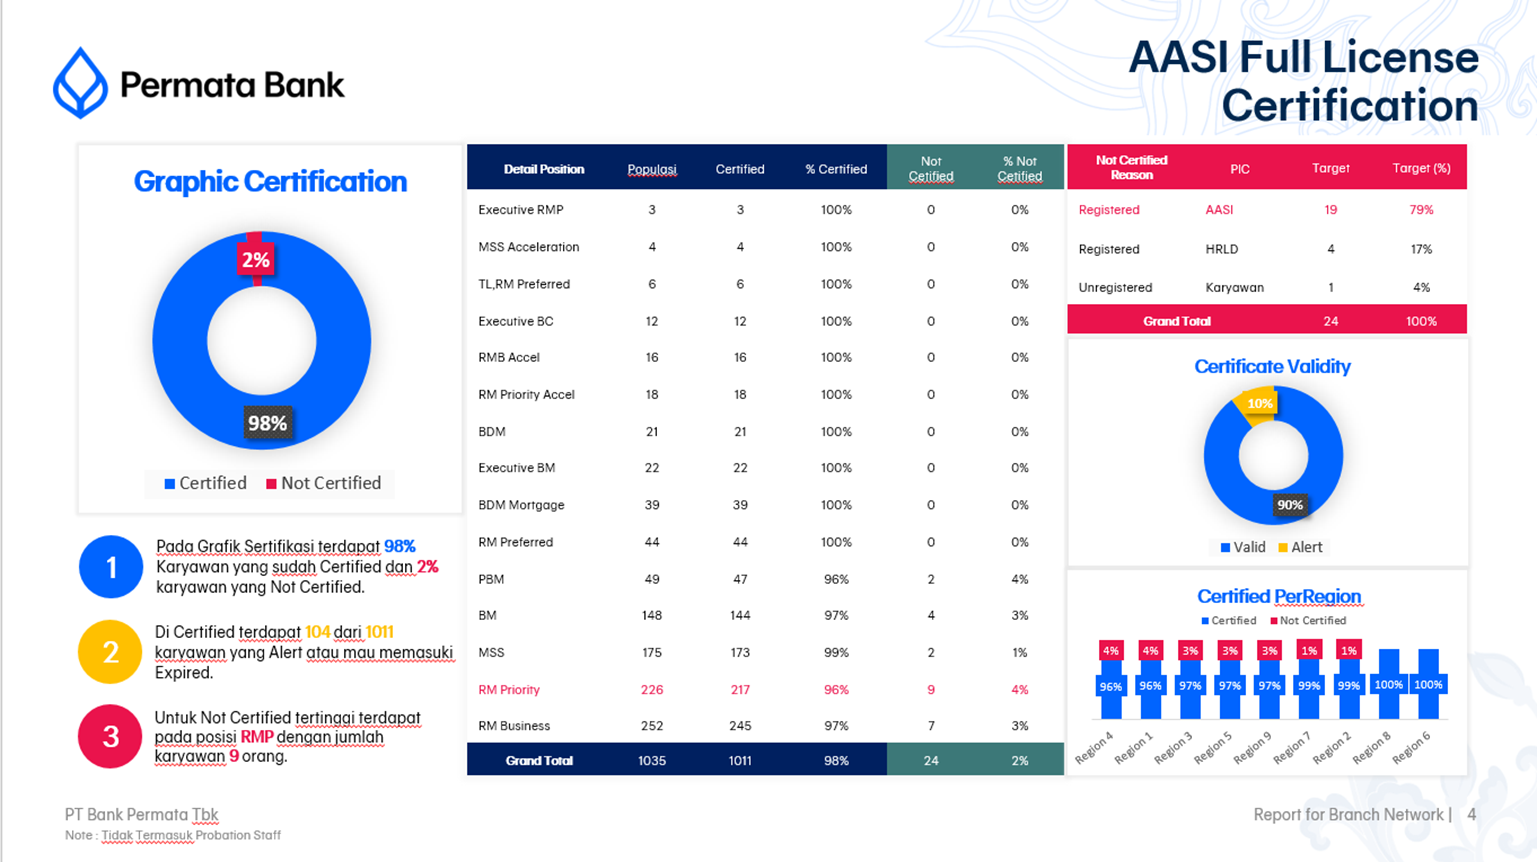 Permata Bank
AASI Full License
Certification
Graphic Certification
2%
98%
Certified Not Certified
1
Pada Grafik Sertifikasi terdapat 98%
Karyawan yang sudah Certified dan 2%
karyawan yang Not Certified.
2
Di Certified terdapat 104 dari 1011
karyawan yang Alert atau mau memasuki
Expired.
3
Untuk Not Certified tertinggi terdapat
pada posisi RMP dengan jumlah
karyawan 9 orang.
Detail Position Populasi Certified % Certified Not Cetified % Not Cetified
Executive RMP 3 3 100% 0 0%
MSS Acceleration 4 4 100% 0 0%
TL,RM Preferred 6 6 100% 0 0%
Executive BC 12 12 100% 0 0%
RMB Accel 16 16 100% 0 0%
RM Priority Accel 18 18 100% 0 0%
BDM 21 21 100% 0 0%
Executive BM 22 22 100% 0 0%
BDM Mortgage 39 39 100% 0 0%
RM Preferred 44 44 100% 0 0%
PBM 49 47 96% 2 4%
BM 148 144 97% 4 3%
MSS 175 173 99% 2 1%
RM Priority 226 217 96% 9 4%
RM Business 252 245 97% 7 3%
Grand Total 1035 1011 98% 24 2%
Not Certified Reason PIC Target Target (%)
Registered AASI 19 79%
Registered HRLD 4 17%
Unregistered Karyawan 1 4%
Grand Total 24 100%
Certificate Validity
10%
90%
Valid Alert
Certified PerRegion
Certified Not Certified
4% 4% 3% 3% 3% 1% 1%
96% 96% 97% 97% 97% 99% 99% 100% 100%
Region 4 Region 1 Region 3 Region 5 Region 9 Region 7 Region 2 Region 8 Region 6
PT Bank Permata Tbk
Note : Tidak Termasuk Probation Staff
Report for Branch Network | 4